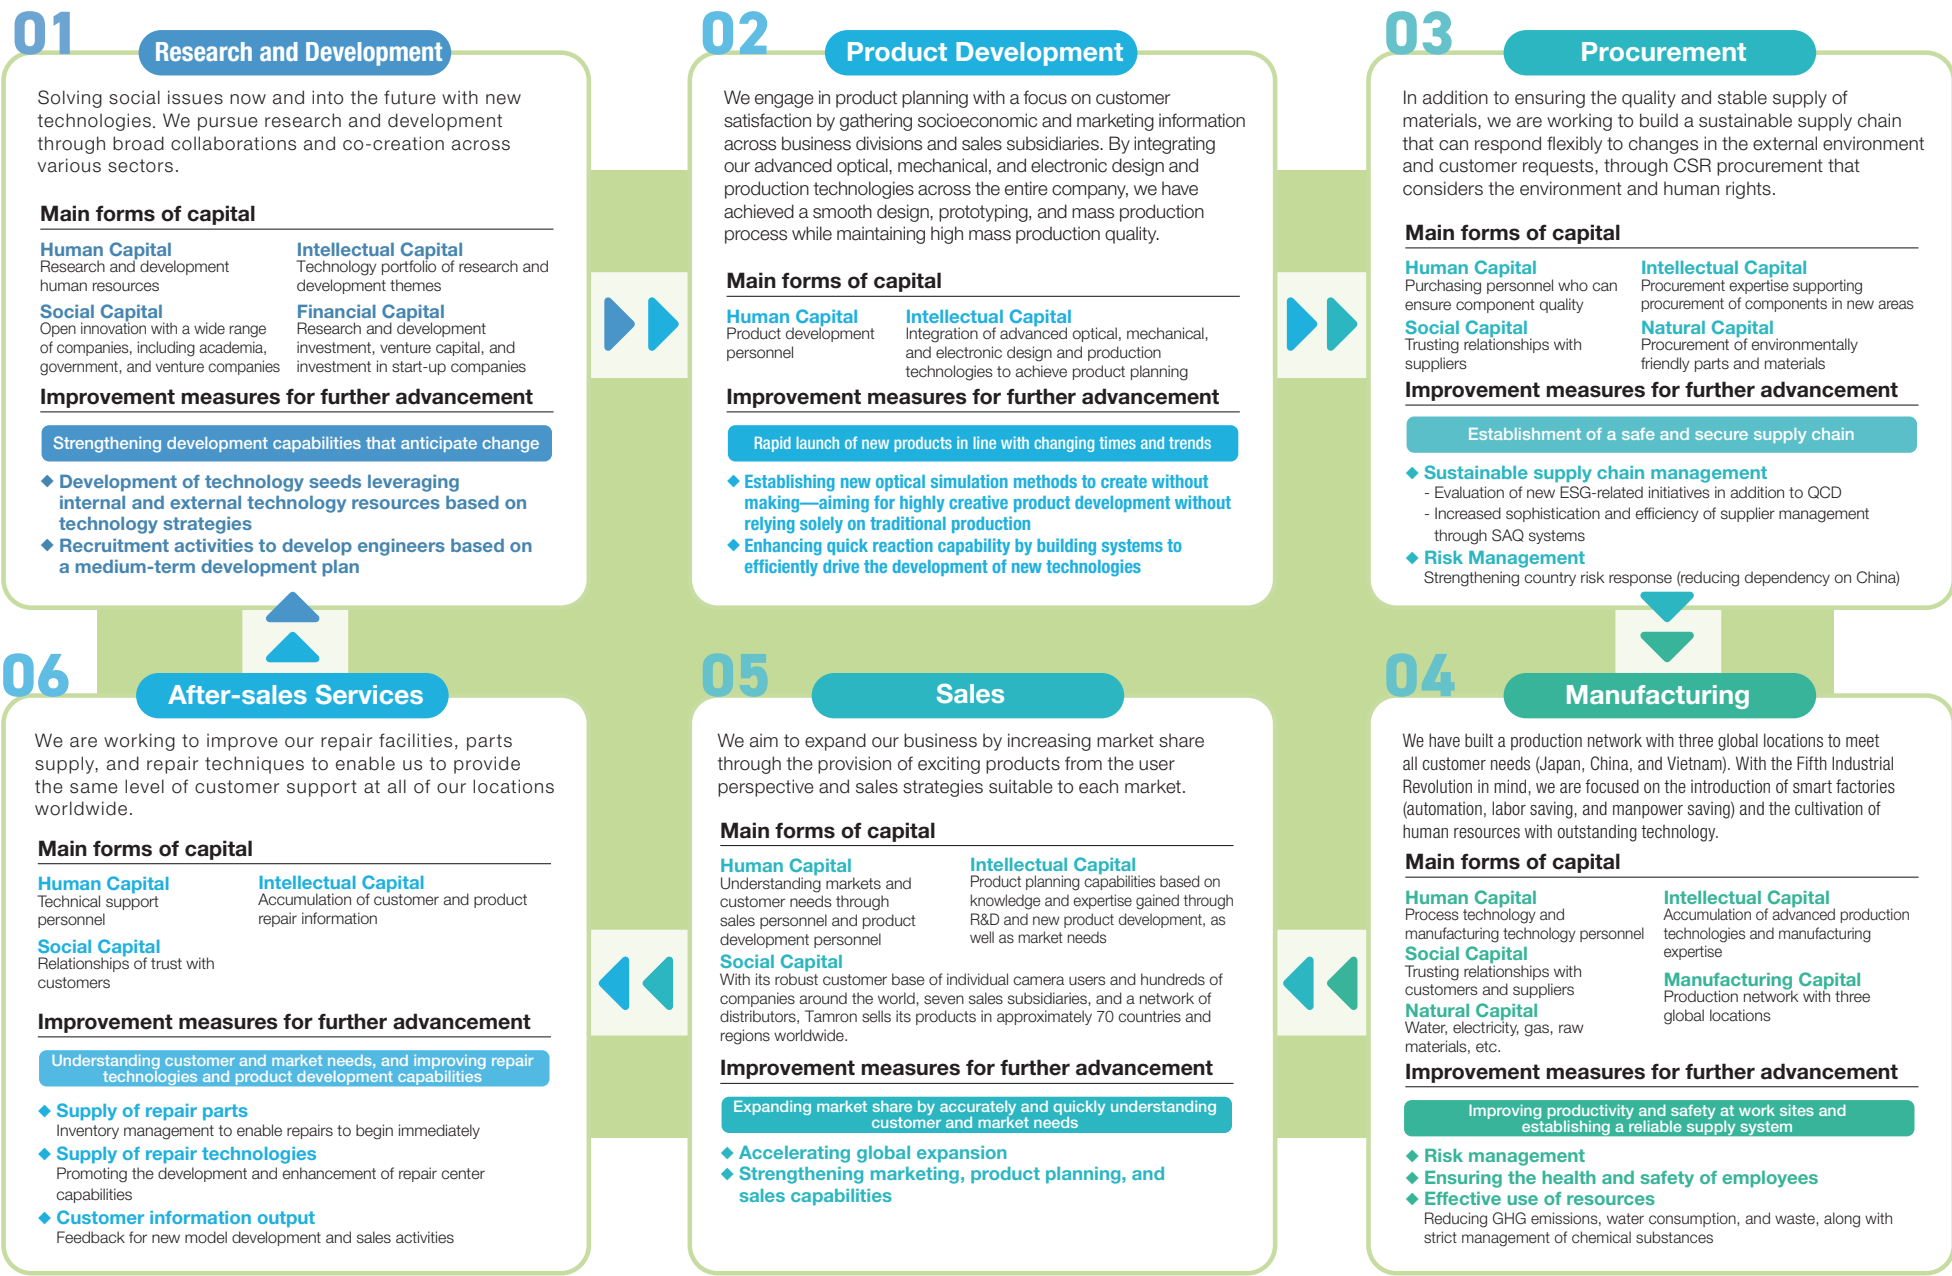 01
Research and Development
Solving social issues now and into the future with new
technologies. We pursue research and development
through broad collaborations and co-creation across
various sectors.
Main forms of capital
Human Capital
Research and development
human resources
Intellectual Capital
Technology portfolio of research and
development themes
Social Capital
Open innovation with a wide range
of companies, including academia,
government, and venture companies
Financial Capital
Research and development
investment, venture capital, and
investment in start-up companies
Improvement measures for further advancement
Strengthening development capabilities that anticipate change
◆ Development of technology seeds leveraging
internal and external technology resources based on
technology strategies
◆ Recruitment activities to develop engineers based on
a medium-term development plan
02
Product Development
We engage in product planning with a focus on customer
satisfaction by gathering socioeconomic and marketing information
across business divisions and sales subsidiaries. By integrating
our advanced optical, mechanical, and electronic design and
production technologies across the entire company, we have
achieved a smooth design, prototyping, and mass production
process while maintaining high mass production quality.
Main forms of capital
Human Capital
Product development
personnel
Intellectual Capital
Integration of advanced optical, mechanical,
and electronic design and production
technologies to achieve product planning
Improvement measures for further advancement
Rapid launch of new products in line with changing times and trends
◆ Establishing new optical simulation methods to create without
making—aiming for highly creative product development without
relying solely on traditional production
◆ Enhancing quick reaction capability by building systems to
efficiently drive the development of new technologies
03
Procurement
In addition to ensuring the quality and stable supply of
materials, we are working to build a sustainable supply chain
that can respond flexibly to changes in the external environment
and customer requests, through CSR procurement that
considers the environment and human rights.
Main forms of capital
Human Capital
Purchasing personnel who can
ensure component quality
Intellectual Capital
Procurement expertise supporting
procurement of components in new areas
Social Capital
Trusting relationships with
suppliers
Natural Capital
Procurement of environmentally
friendly parts and materials
Improvement measures for further advancement
Establishment of a safe and secure supply chain
◆ Sustainable supply chain management
- Evaluation of new ESG-related initiatives in addition to QCD
- Increased sophistication and efficiency of supplier management
through SAQ systems
◆ Risk Management
Strengthening country risk response (reducing dependency on China)
04
Manufacturing
We have built a production network with three global locations to meet
all customer needs (Japan, China, and Vietnam). With the Fifth Industrial
Revolution in mind, we are focused on the introduction of smart factories
(automation, labor saving, and manpower saving) and the cultivation of
human resources with outstanding technology.
Main forms of capital
Human Capital
Process technology and
manufacturing technology personnel
Social Capital
Trusting relationships with
customers and suppliers
Natural Capital
Water, electricity, gas, raw
materials, etc.
Intellectual Capital
Accumulation of advanced production
technologies and manufacturing
expertise
Manufacturing Capital
Production network with three
global locations
Improvement measures for further advancement
Improving productivity and safety at work sites and
establishing a reliable supply system
◆ Risk management
◆ Ensuring the health and safety of employees
◆ Effective use of resources
Reducing GHG emissions, water consumption, and waste, along with
strict management of chemical substances
05
Sales
We aim to expand our business by increasing market share
through the provision of exciting products from the user
perspective and sales strategies suitable to each market.
Main forms of capital
Human Capital
Understanding markets and
customer needs through
sales personnel and product
development personnel
Intellectual Capital
Product planning capabilities based on
knowledge and expertise gained through
R&D and new product development, as
well as market needs
Social Capital
With its robust customer base of individual camera users and hundreds of
companies around the world, seven sales subsidiaries, and a network of
distributors, Tamron sells its products in approximately 70 countries and
regions worldwide.
Improvement measures for further advancement
Expanding market share by accurately and quickly understanding
customer and market needs
◆ Accelerating global expansion
◆ Strengthening marketing, product planning, and
sales capabilities
06
After-sales Services
We are working to improve our repair facilities, parts
supply, and repair techniques to enable us to provide
the same level of customer support at all of our locations
worldwide.
Main forms of capital
Human Capital
Technical support
personnel
Intellectual Capital
Accumulation of customer and product
repair information
Social Capital
Relationships of trust with
customers
Improvement measures for further advancement
Understanding customer and market needs, and improving repair
technologies and product development capabilities
◆ Supply of repair parts
Inventory management to enable repairs to begin immediately
◆ Supply of repair technologies
Promoting the development and enhancement of repair center
capabilities
◆ Customer information output
Feedback for new model development and sales activities